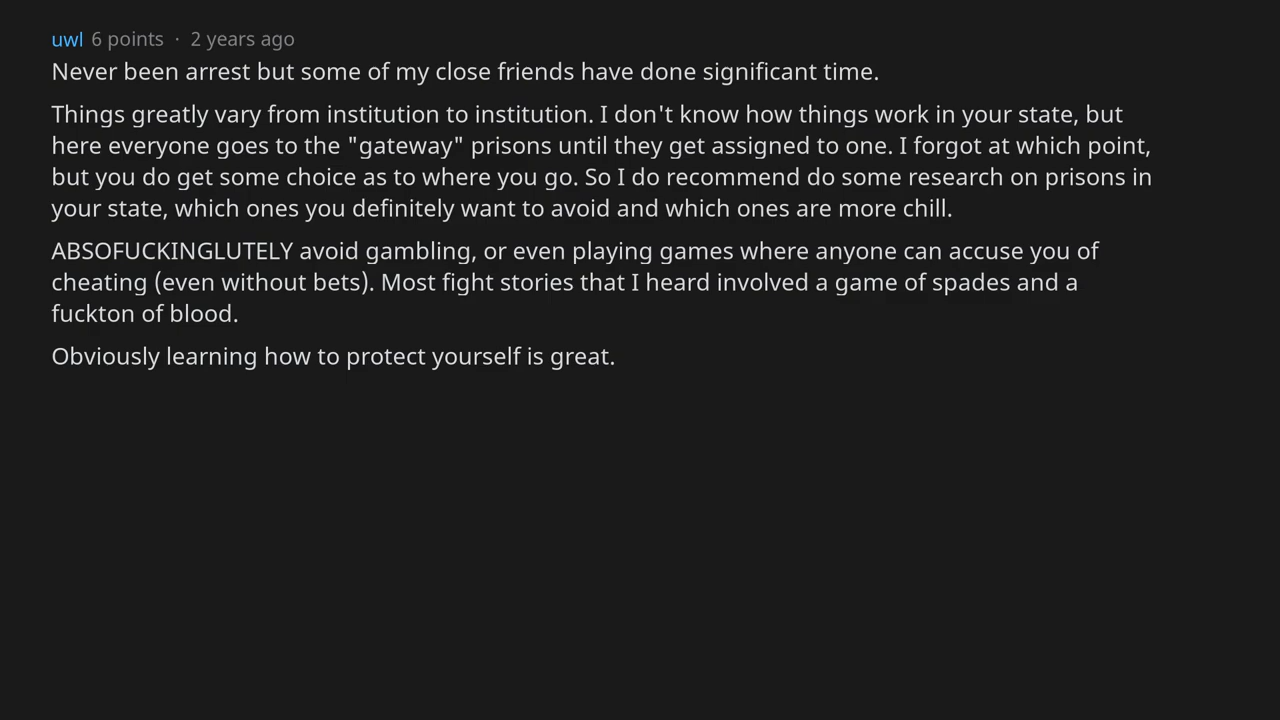 uwl 6 points · 2 years ago
Never been arrest but some of my close friends have done significant time.
Things greatly vary from institution to institution. I don't know how things work in your state, but
here everyone goes to the "gateway" prisons until they get assigned to one. I forgot at which point,
but you do get some choice as to where you go. So I do recommend do some research on prisons in
your state, which ones you definitely want to avoid and which ones are more chill.
ABSOFUCKINGLUTELY avoid gambling, or even playing games where anyone can accuse you of
cheating (even without bets). Most fight stories that I heard involved a game of spades and a
fuckton of blood.
Obviously learning how to protect yourself is great.